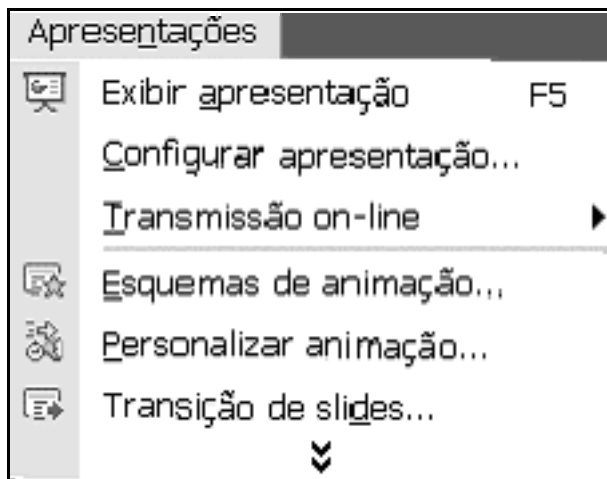 Apresentações
Exibir apresentação F5
Configurar apresentação...
Transmissão on-line
Esquemas de animação...
Personalizar animação...
Transição de slides...